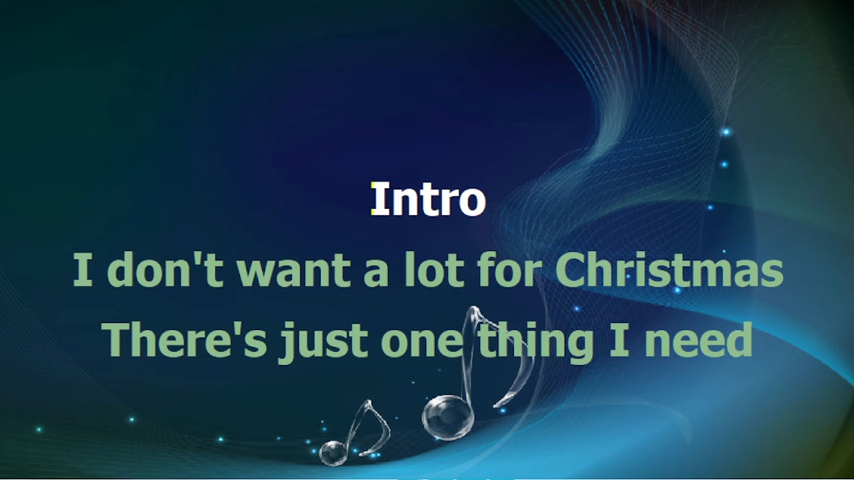 Intro
I don't want a lot for Christmas
There's just one thing I need